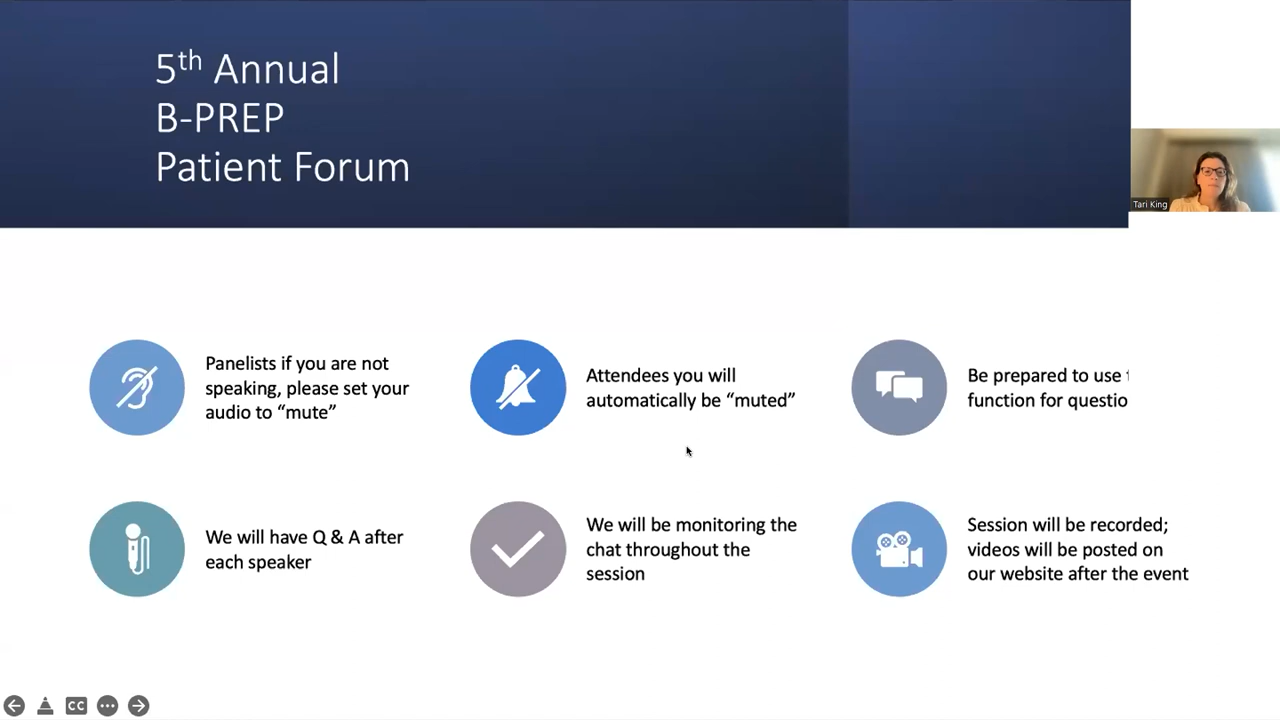 5th Annual
B-PREP
Patient Forum
Tari King
Panelists if you are not
speaking, please set your
audio to “mute”
Attendees you will
automatically be “muted”
Be prepared to use
function for questio
We will have Q & A after
each speaker
We will be monitoring the
chat throughout the
session
Session will be recorded;
videos will be posted on
our website after the event
CC